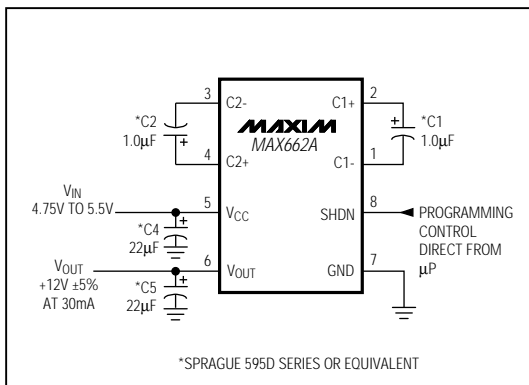 3
C2-
C1+
2
*C2
1.0µF
MAXIM
MAX662A
*C1
1.0µF
4
C2+
C1-
1
VIN
4.75V TO 5.5V
5
VCC
SHDN
8
PROGRAMMING
CONTROL
DIRECT FROM
µP
*C4
22µF
VOUT
+12V ±5%
AT 30mA
6
VOUT
GND
7
*C5
22µF
*SPRAGUE 595D SERIES OR EQUIVALENT